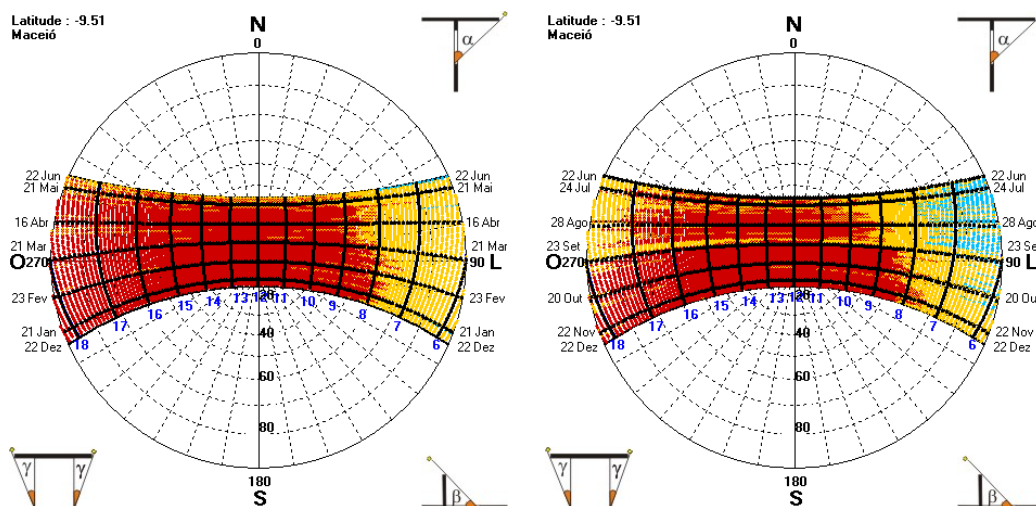 Latitude : -9.51
Maceió
N
0
α
22 Jun
21 Mai
16 Abr
21 Mar
O 270
23 Fev
21 Jan
22 Dez
22 Jun
21 Mai
16 Abr
21 Mar
90 L
23 Fev
21 Jan
22 Dez
18
17
16
15
14
13
12
11
10
9
8
7
6
40
60
80
180
S
γ
γ
β
Latitude : -9.51
Maceió
N
0
α
22 Jun
24 Jul
28 Ago
23 Set
O 270
20 Out
22 Nov
22 Dez
22 Jun
24 Jul
28 Ago
23 Se
90 L
20 Ou
22 Nov
22 Dez
18
17
16
15
14
13
12
11
10
9
8
7
6
40
60
80
180
S
γ
γ
β